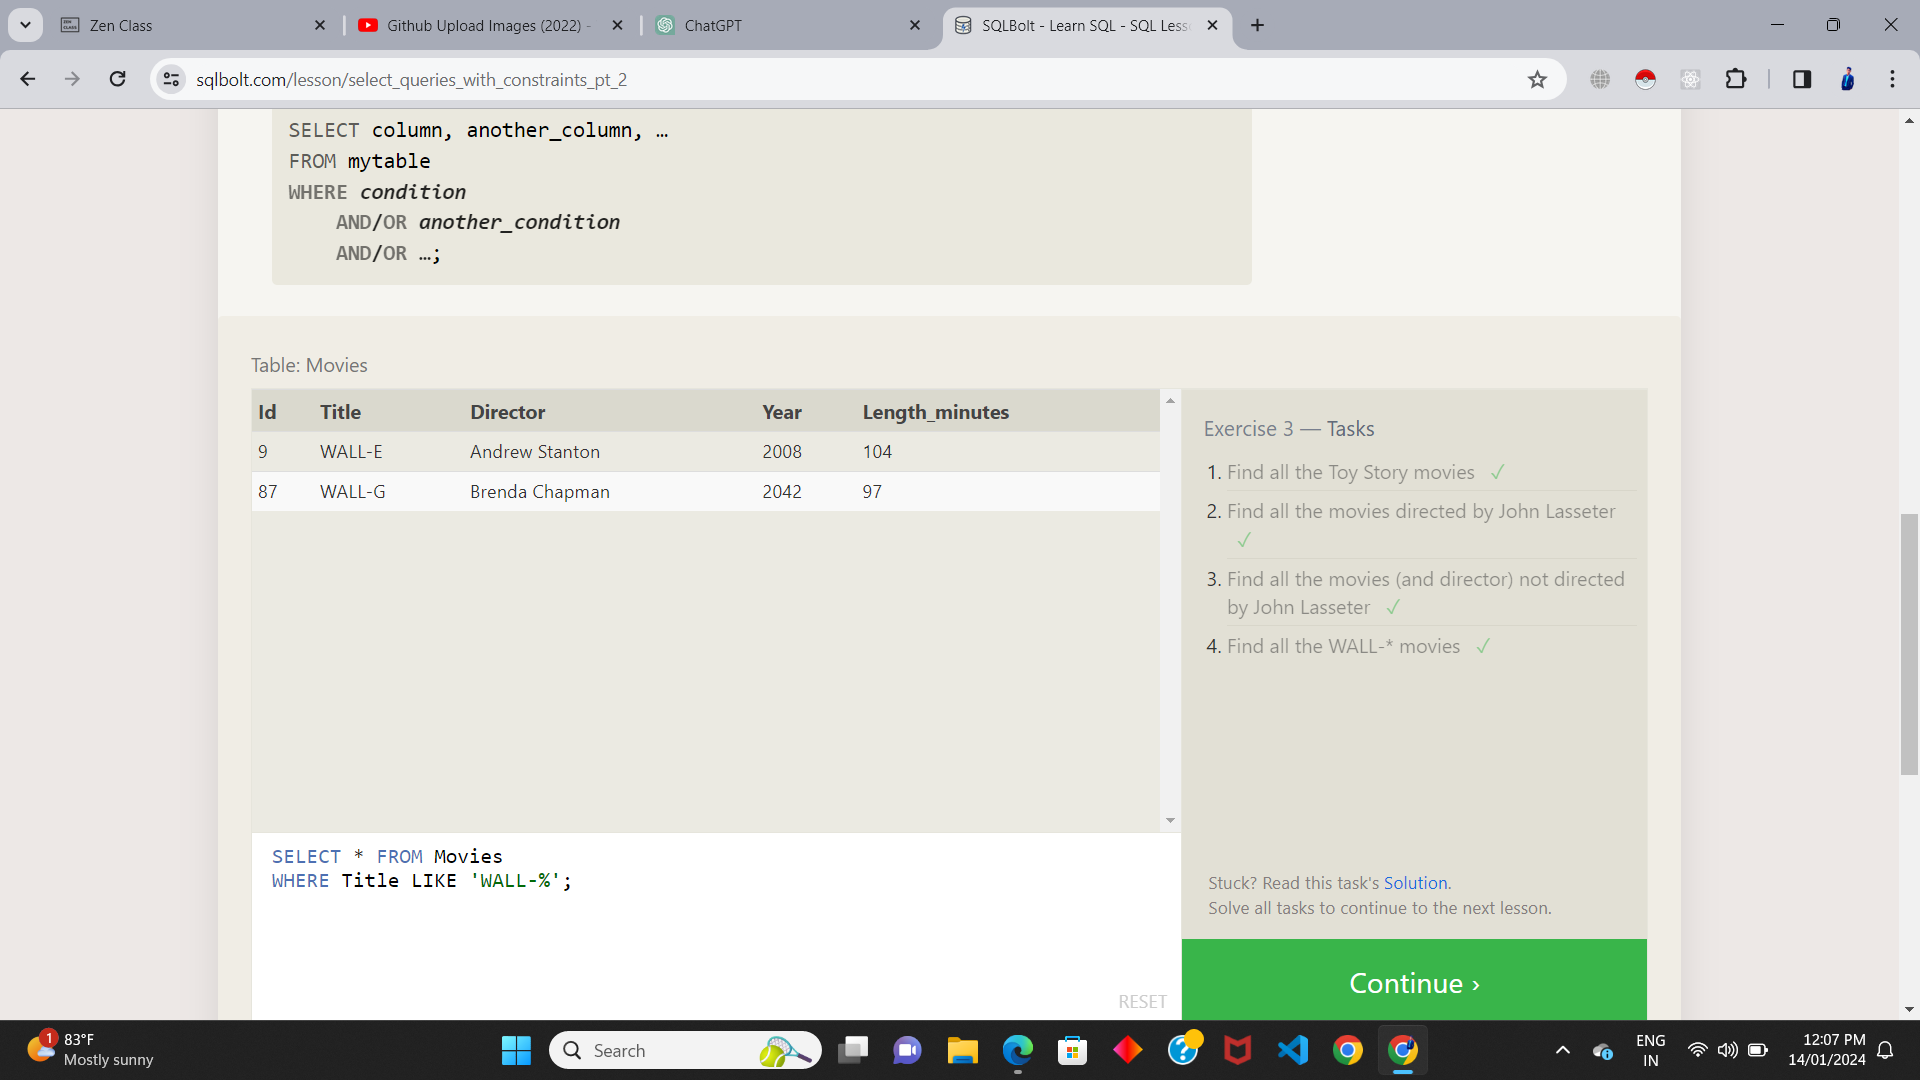 Zen Class
Github Upload Images (2022) -
ChatGPT
SQLBolt - Learn SQL - SQL Less
sqlbolt.com/lesson/select_queries_with_constraints_pt_2
SELECT column, another_column, …
FROM mytable
WHERE condition
AND/OR another_condition
AND/OR …;
Table: Movies
Id Title Director Year Length_minutes
9 WALL-E Andrew Stanton 2008 104
87 WALL-G Brenda Chapman 2042 97
Exercise 3 — Tasks
1. Find all the Toy Story movies ✓
2. Find all the movies directed by John Lasseter
✓
3. Find all the movies (and director) not directed
by John Lasseter ✓
4. Find all the WALL-* movies ✓
SELECT * FROM Movies
WHERE Title LIKE 'WALL-%';
RESET
Stuck? Read this task's Solution.
Solve all tasks to continue to the next lesson.
Continue ›
1
83°F
Mostly sunny
Search
ENG
IN
12:07 PM
14/01/2024